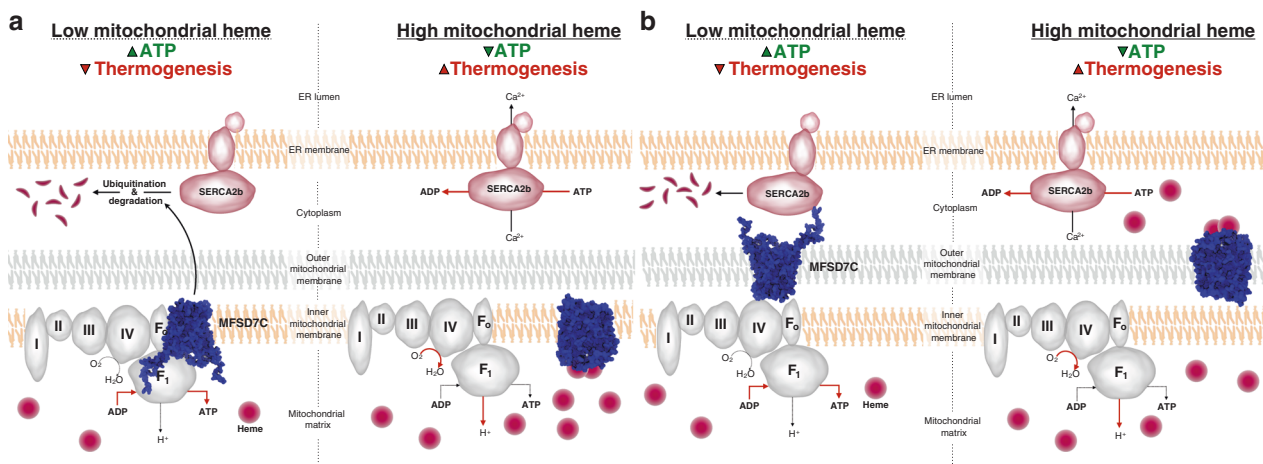 a
Low mitochondrial heme
▲ATP
▼Thermogenesis
High mitochondrial heme
▼ATP
▲Thermogenesis
ER lumen
Ca²⁺
ER membrane
Ubiquitination
&
degradation
SERCA2b
ADP
SERCA2b
ATP
Cytoplasm
Ca²⁺
Outer
mitochondrial
membrane
MFSD7C
Inner
mitochondrial
membrane
I
II
III
IV
Fₒ
F₁
O₂
H₂O
ADP
ATP
H⁺
Heme
Mitochondrial
matrix
I
II
III
IV
Fₒ
F₁
O₂
H₂O
ADP
ATP
H⁺
b
Low mitochondrial heme
▲ATP
▼Thermogenesis
High mitochondrial heme
▼ATP
▲Thermogenesis
ER lumen
Ca²⁺
ER membrane
SERCA2b
ADP
SERCA2b
ATP
Cytoplasm
Ca²⁺
MFSD7C
Outer
mitochondrial
membrane
Inner
mitochondrial
membrane
I
II
III
IV
Fₒ
F₁
O₂
H₂O
ADP
ATP
H⁺
Heme
Mitochondrial
matrix
I
II
III
IV
Fₒ
F₁
O₂
H₂O
ADP
ATP
H⁺